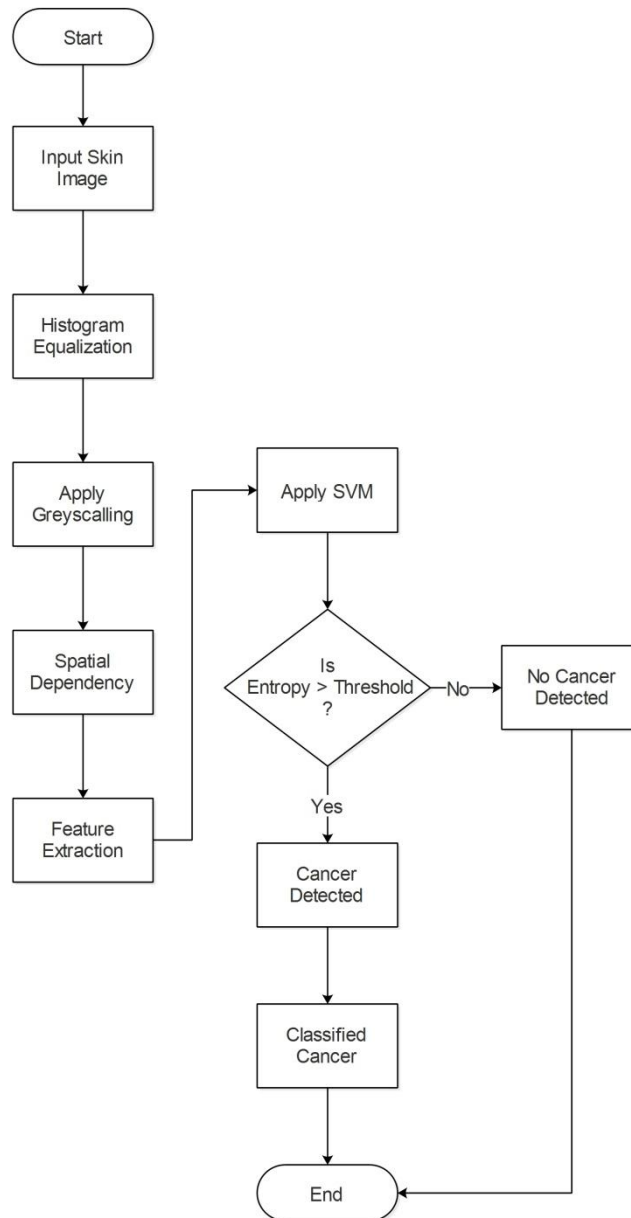 Start
Input Skin
Image
Histogram
Equalization
Apply
Greyscalling
Spatial
Dependency
Feature
Extraction
Apply SVM
Is
Entropy > Threshold
?
No
No Cancer
Detected
Yes
Cancer
Detected
Classified
Cancer
End